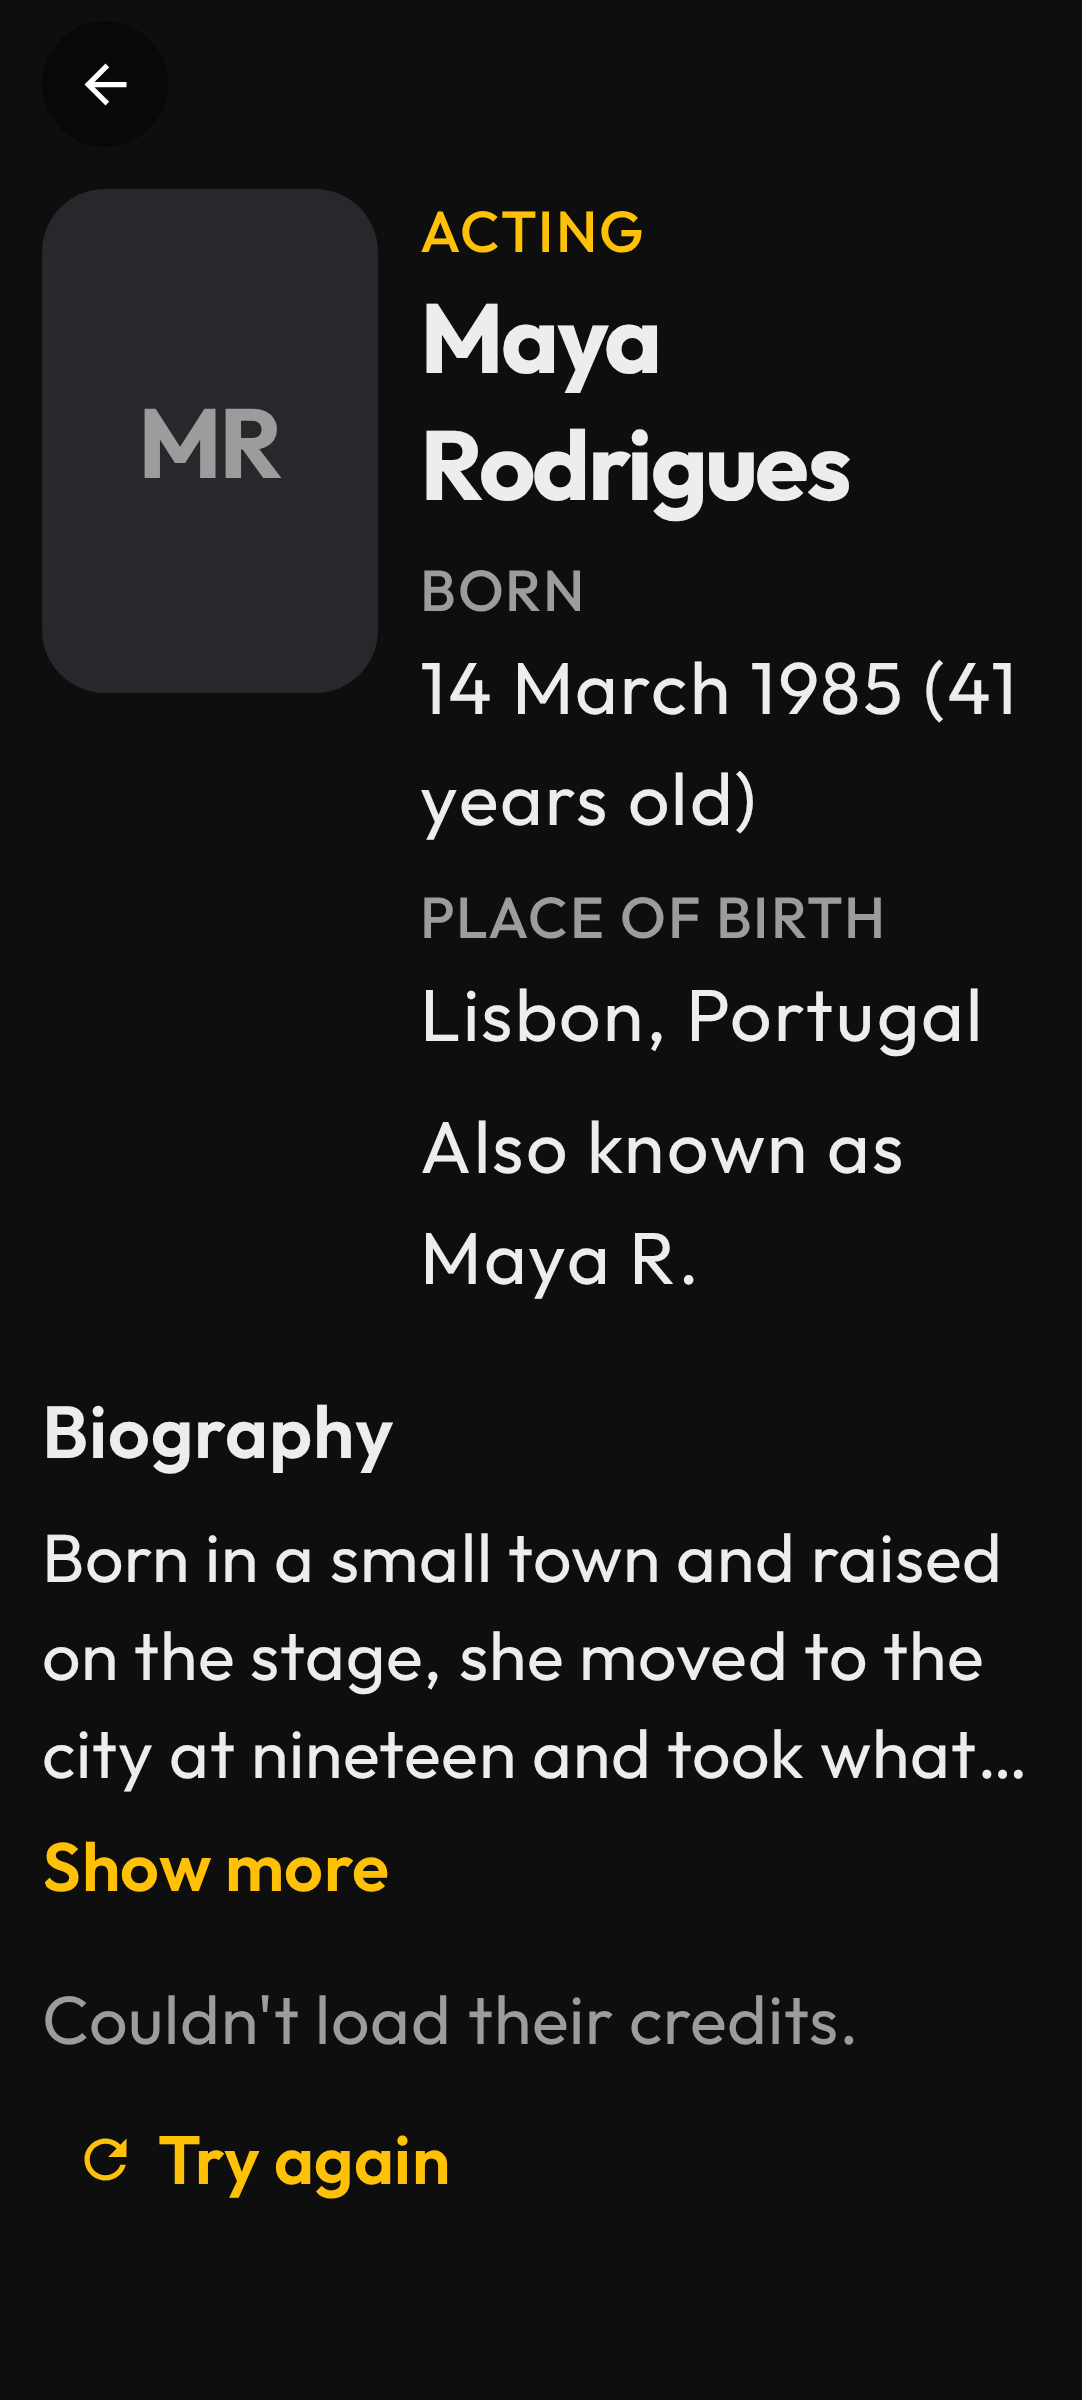 MR
ACTING
Maya
Rodrigues
BORN
14 March 1985 (41
years old)
PLACE OF BIRTH
Lisbon, Portugal
Also known as
Maya R.
Biography
Born in a small town and raised
on the stage, she moved to the
city at nineteen and took what…
Show more
Couldn't load their credits.
Try again